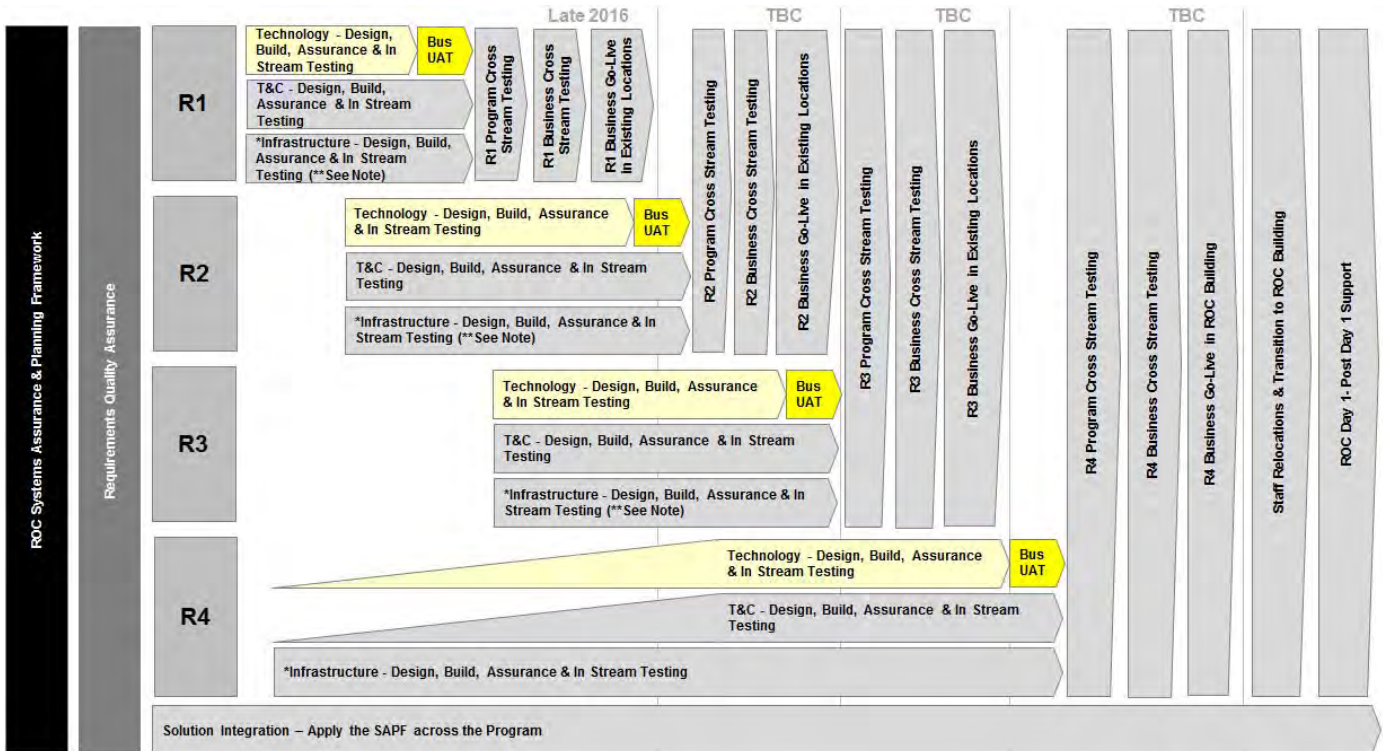 Late 2016
TBC
TBC
TBC
ROC Systems Assurance & Planning Framework
Requirements Quality Assurance
R1
Technology - Design,
Build, Assurance & In
Stream Testing
Bus
UAT
T&C - Design, Build,
Assurance & In Stream
Testing
*Infrastructure - Design, Build,
Assurance & In Stream
Testing (**See Note)
R1 Program Cross
Stream Testing
R1 Business Cross
Stream Testing
R1 Business Go-Live
In Existing Locations
R2
Technology - Design, Build, Assurance
& In Stream Testing
Bus
UAT
T&C - Design, Build, Assurance & In Stream
Testing
*Infrastructure - Design, Build, Assurance & In
Stream Testing (**See Note)
R2 Program Cross Stream Testing
R2 Business Cross Stream Testing
R2 Business Go-Live in Existing Locations
R3
Technology - Design, Build, Assurance
& In Stream Testing
Bus
UAT
T&C - Design, Build, Assurance & In Stream
Testing
*Infrastructure - Design, Build, Assurance & In
Stream Testing (**See Note)
R3 Program Cross Stream Testing
R3 Business Cross Stream Testing
R3 Business Go-Live in Existing Locations
R4
Technology - Design, Build, Assurance
& In Stream Testing
Bus
UAT
T&C - Design, Build, Assurance & In Stream
Testing
*Infrastructure - Design, Build, Assurance & In Stream Testing
R4 Program Cross Stream Testing
R4 Business Cross Stream Testing
R4 Business Go-Live in ROC Building
Staff Relocations & Transition to ROC Building
ROC Day 1- Post Day 1 Support
Solution Integration – Apply the SAPF across the Program